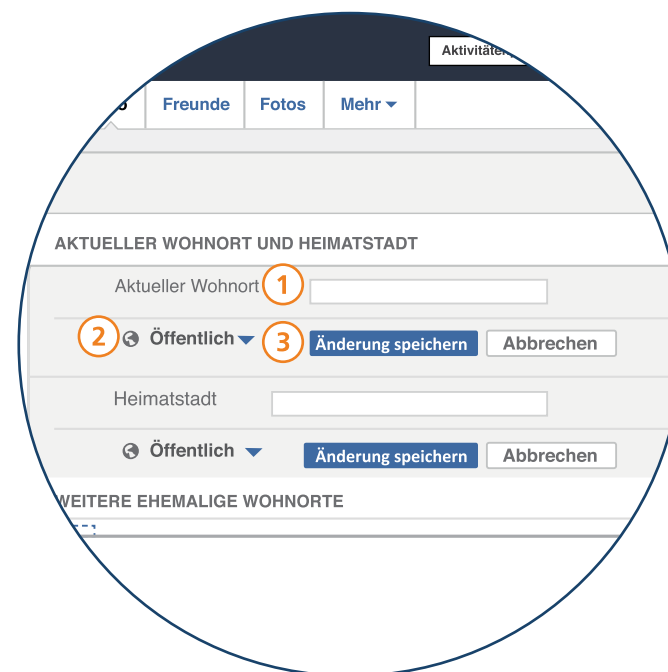 Aktivitäten
Freunde Fotos Mehr
AKTUELLER WOHNORT UND HEIMATSTADT
Aktueller Wohnort 1
2 Öffentlich 3 Änderung speichern Abbrechen
Heimatstadt
Öffentlich Änderung speichern Abbrechen
WEITERE EHEMALIGE WOHNORTE